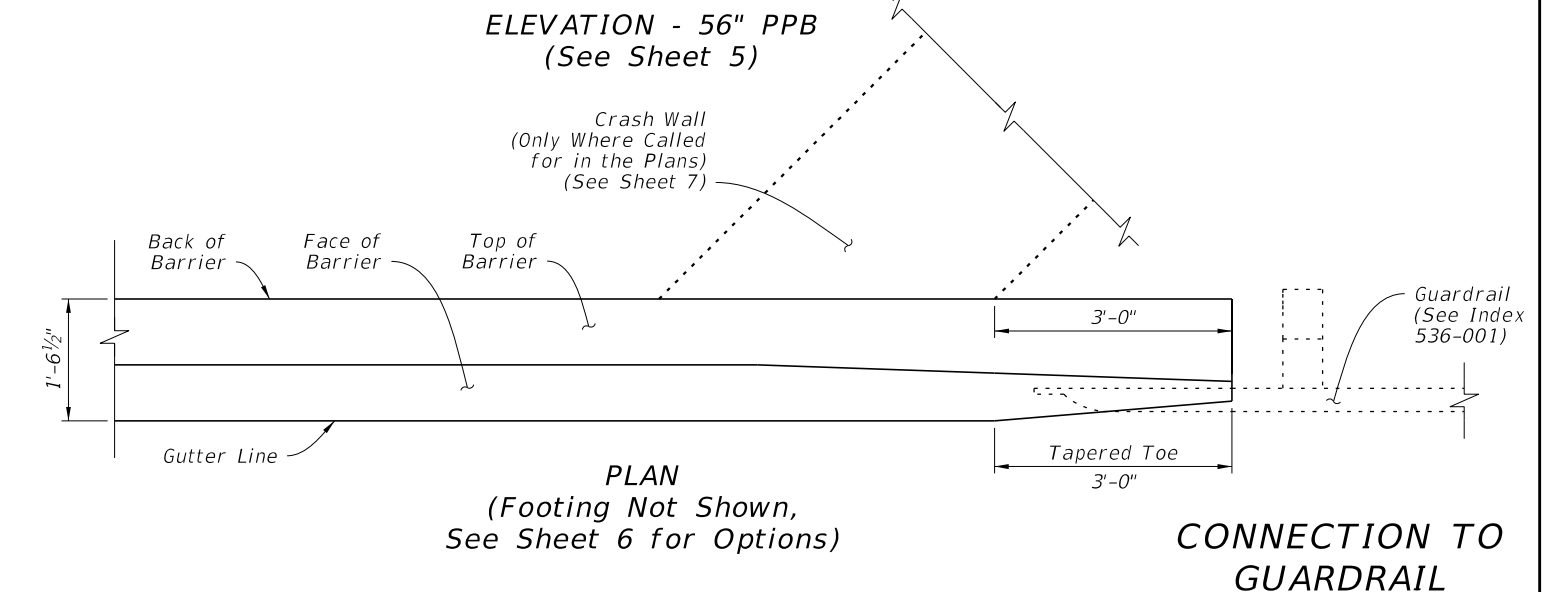 ELEVATION - 56" PPB
(See Sheet 5)
Crash Wall
(Only Where Called
for in the Plans)
(See Sheet 7)
Back of
Barrier
Face of
Barrier
Top of
Barrier
1'-6½"
3'-0"
Guardrail
(See Index
536-001)
Gutter Line
Tapered Toe
3'-0"
PLAN
(Footing Not Shown,
See Sheet 6 for Options)
CONNECTION TO
GUARDRAIL